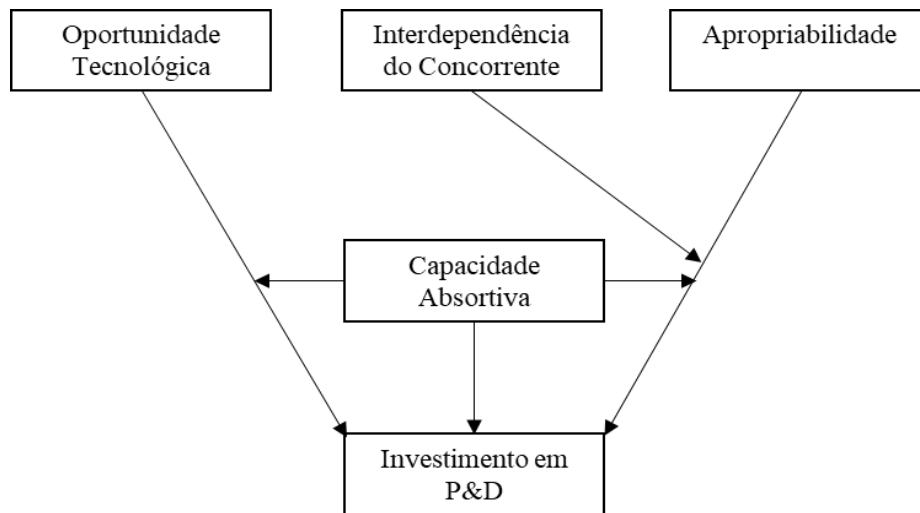 Oportunidade
Tecnológica
Interdependência
do Concorrente
Apropriabilidade
Capacidade
Absortiva
Investimento em
P&D